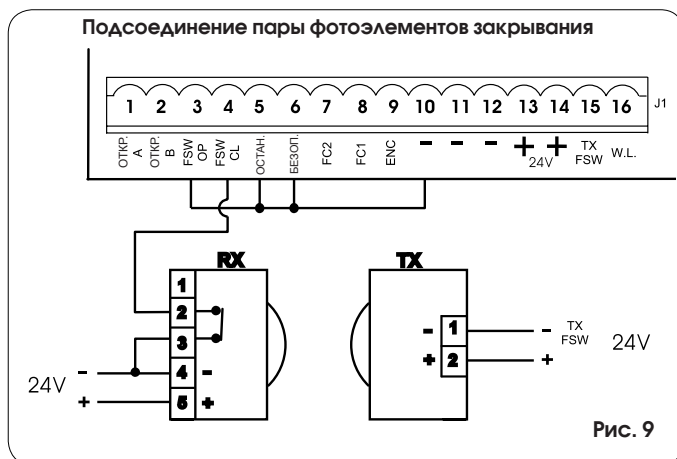 Подсоединение пары фотоэлементов закрывания
1 2 3 4 5 6 7 8 9 10 11 12 13 14 15 16 J1
ОТКР. A
ОТКР. B
FSW OP
FSW CL
ОСТАН.
БЕЗОП.
FC2
FC1
ENC
- - -
+ +
24V
TX FSW
W.L.
RX
1
2
3
4 -
5 +
24V - +
TX
- 1
+ 2
- TX FSW
+
24V
Рис. 9